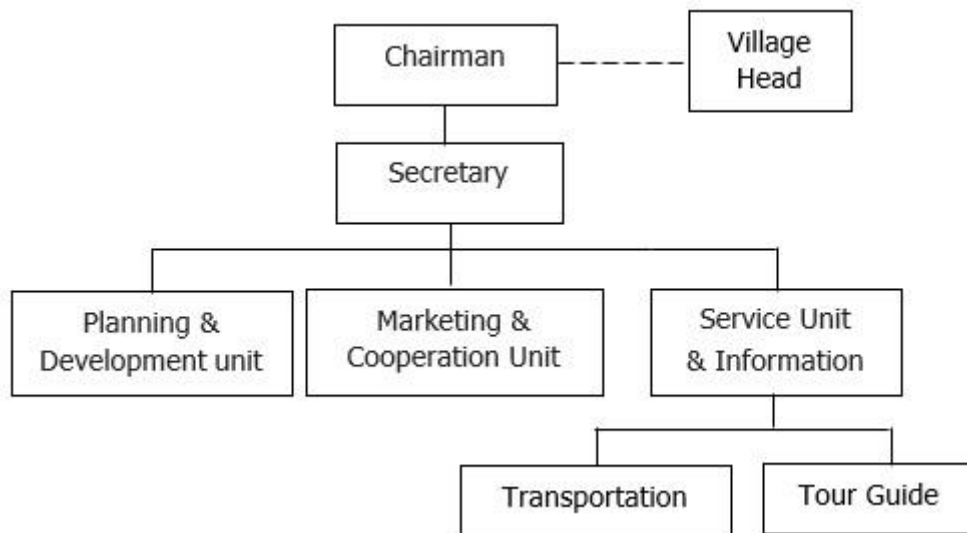 Chairman
Village
Head
Secretary
Planning &
Development unit
Marketing &
Cooperation Unit
Service Unit
& Information
Transportation
Tour Guide